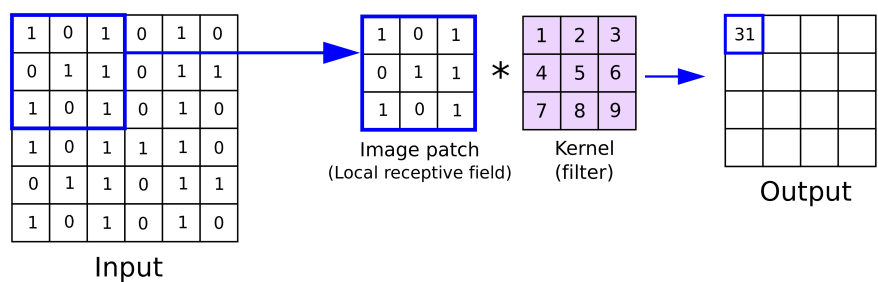 1 0 1 0 1 0
0 1 1 0 1 1
1 0 1 0 1 0
1 0 1 1 1 0
0 1 1 0 1 1
1 0 1 0 1 0
Input
1 0 1
0 1 1
1 0 1
Image patch
(Local receptive field)
*
1 2 3
4 5 6
7 8 9
Kernel
(filter)
31
Output